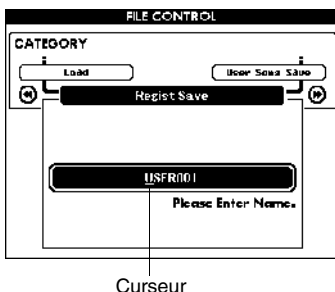 FILE CONTROL
CATEGORY
Load
User Song Save
Regist Save
USER001
Please Enter Name.
Curseur